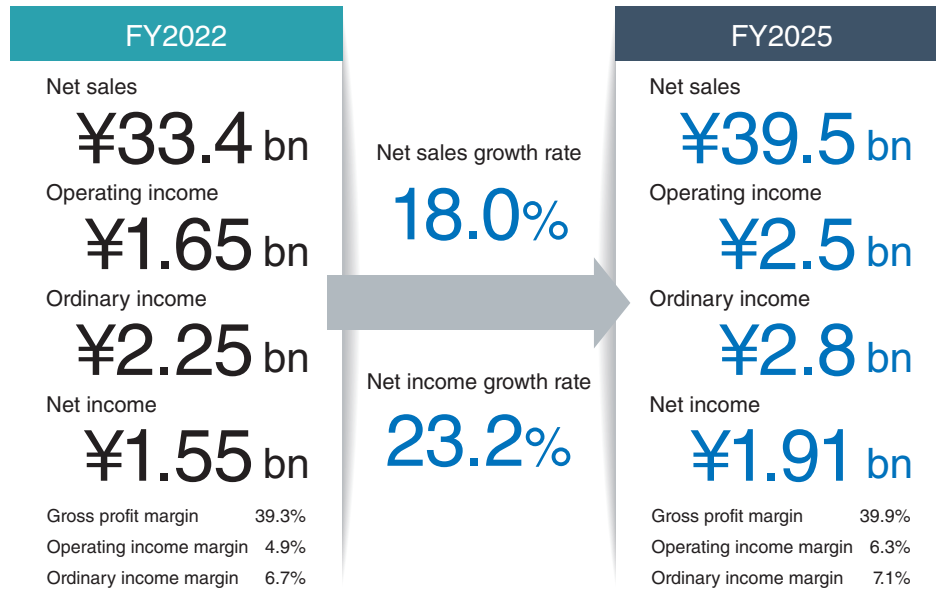 FY2022
Net sales
¥33.4 bn
Operating income
¥1.65 bn
Ordinary income
¥2.25 bn
Net income
¥1.55 bn
Gross profit margin 39.3%
Operating income margin 4.9%
Ordinary income margin 6.7%
Net sales growth rate
18.0%
Net income growth rate
23.2%
FY2025
Net sales
¥39.5 bn
Operating income
¥2.5 bn
Ordinary income
¥2.8 bn
Net income
¥1.91 bn
Gross profit margin 39.9%
Operating income margin 6.3%
Ordinary income margin 7.1%